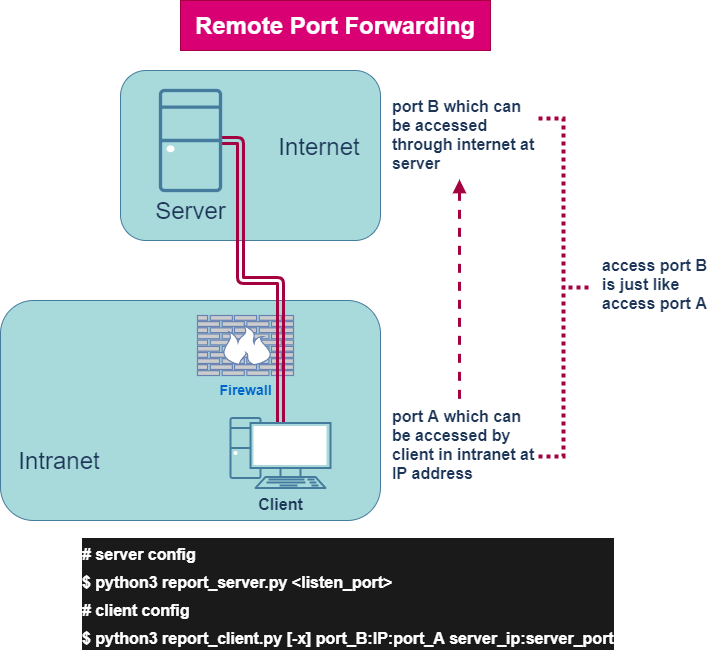 Remote Port Forwarding
Internet
Server
port B which can
be accessed
through internet at
server
access port B
is just like
access port A
Firewall
Intranet
Client
port A which can
be accessed by
client in intranet at
IP address
# server config
$ python3 report_server.py <listen_port>
# client config
$ python3 report_client.py [-x] port_B:IP:port_A server_ip:server_port